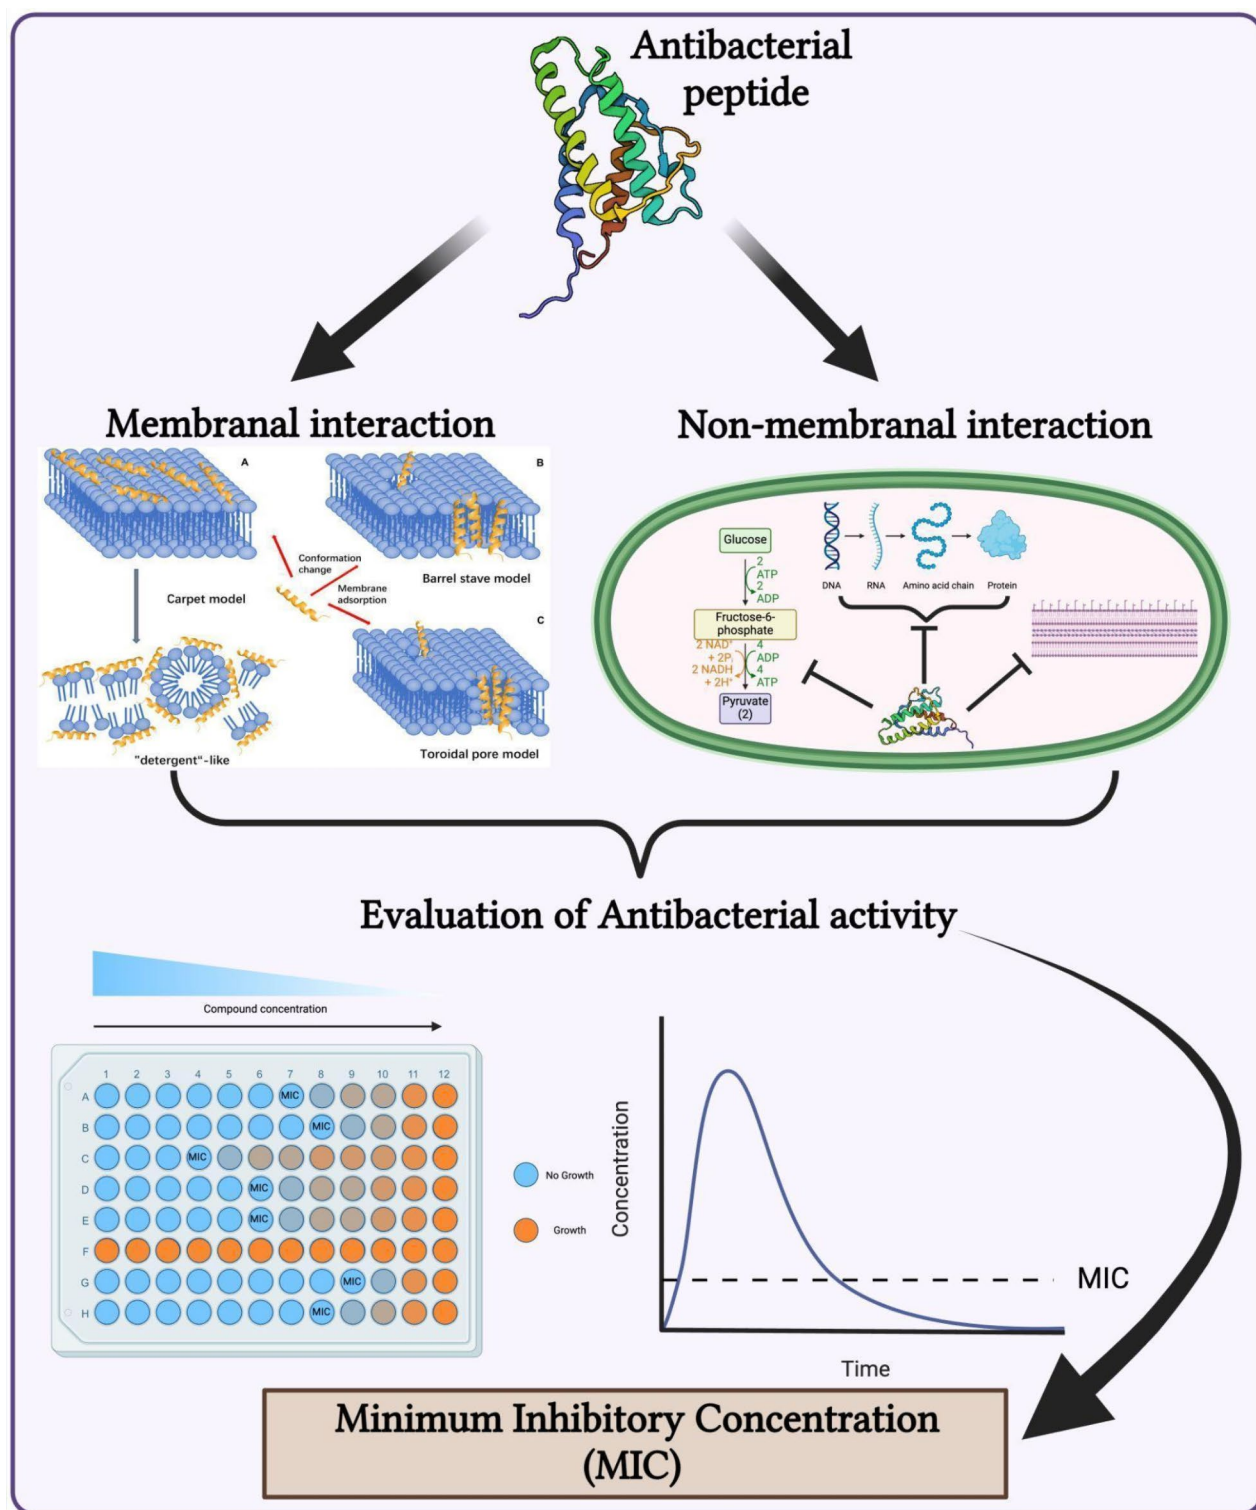 Antibacterial
peptide
Membranal interaction
Non-membranal interaction
A
B
Conformation
change
Membrane
adsorption
Barrel stave model
Carpet model
C
"detergent"-like
Toroidal pore model
Glucose
2
ATP
2
ADP
Fructose-6-
phosphate
2 NAD⁺
+ 2Pᵢ
2 NADH
+ 2H⁺
4
ADP
4
ATP
Pyruvate
(2)
DNA
RNA
Amino acid chain
Protein
Evaluation of Antibacterial activity
Compound concentration
1 2 3 4 5 6 7 8 9 10 11 12
A MIC
B MIC
C MIC
D MIC
E MIC
F
G MIC
H MIC
No Growth
Growth
Concentration
MIC
Time
Minimum Inhibitory Concentration
(MIC)